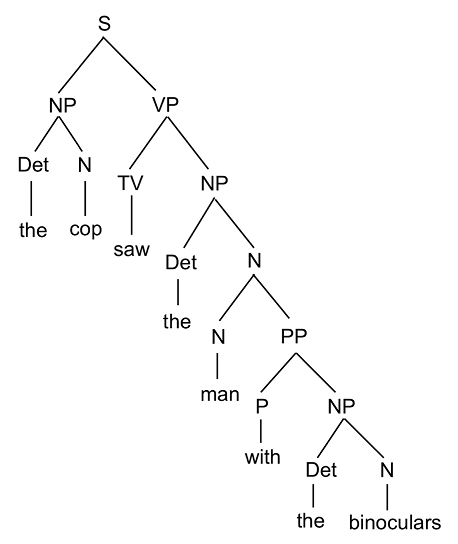 S
NP VP
Det N TV NP
the cop saw Det N
the N PP
man P NP
with Det N
the binoculars